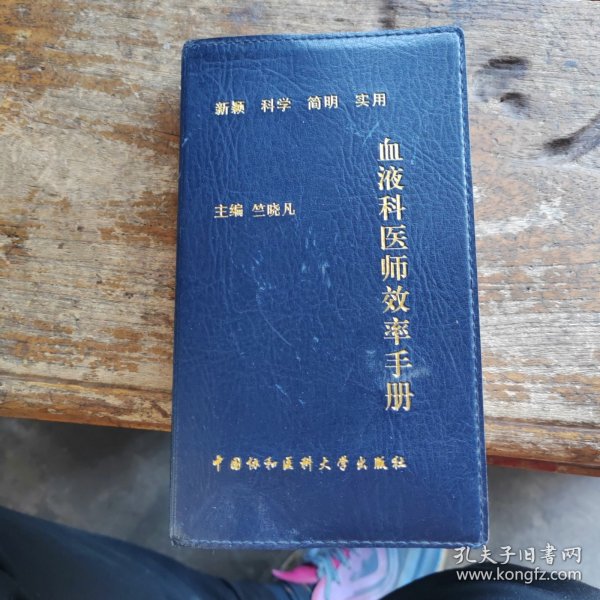 新颖 科学 简明 实用
血液科医师效率手册
主编 竺晓凡
中国协和医科大学出版社
孔夫子旧书网
www.kongfz.com